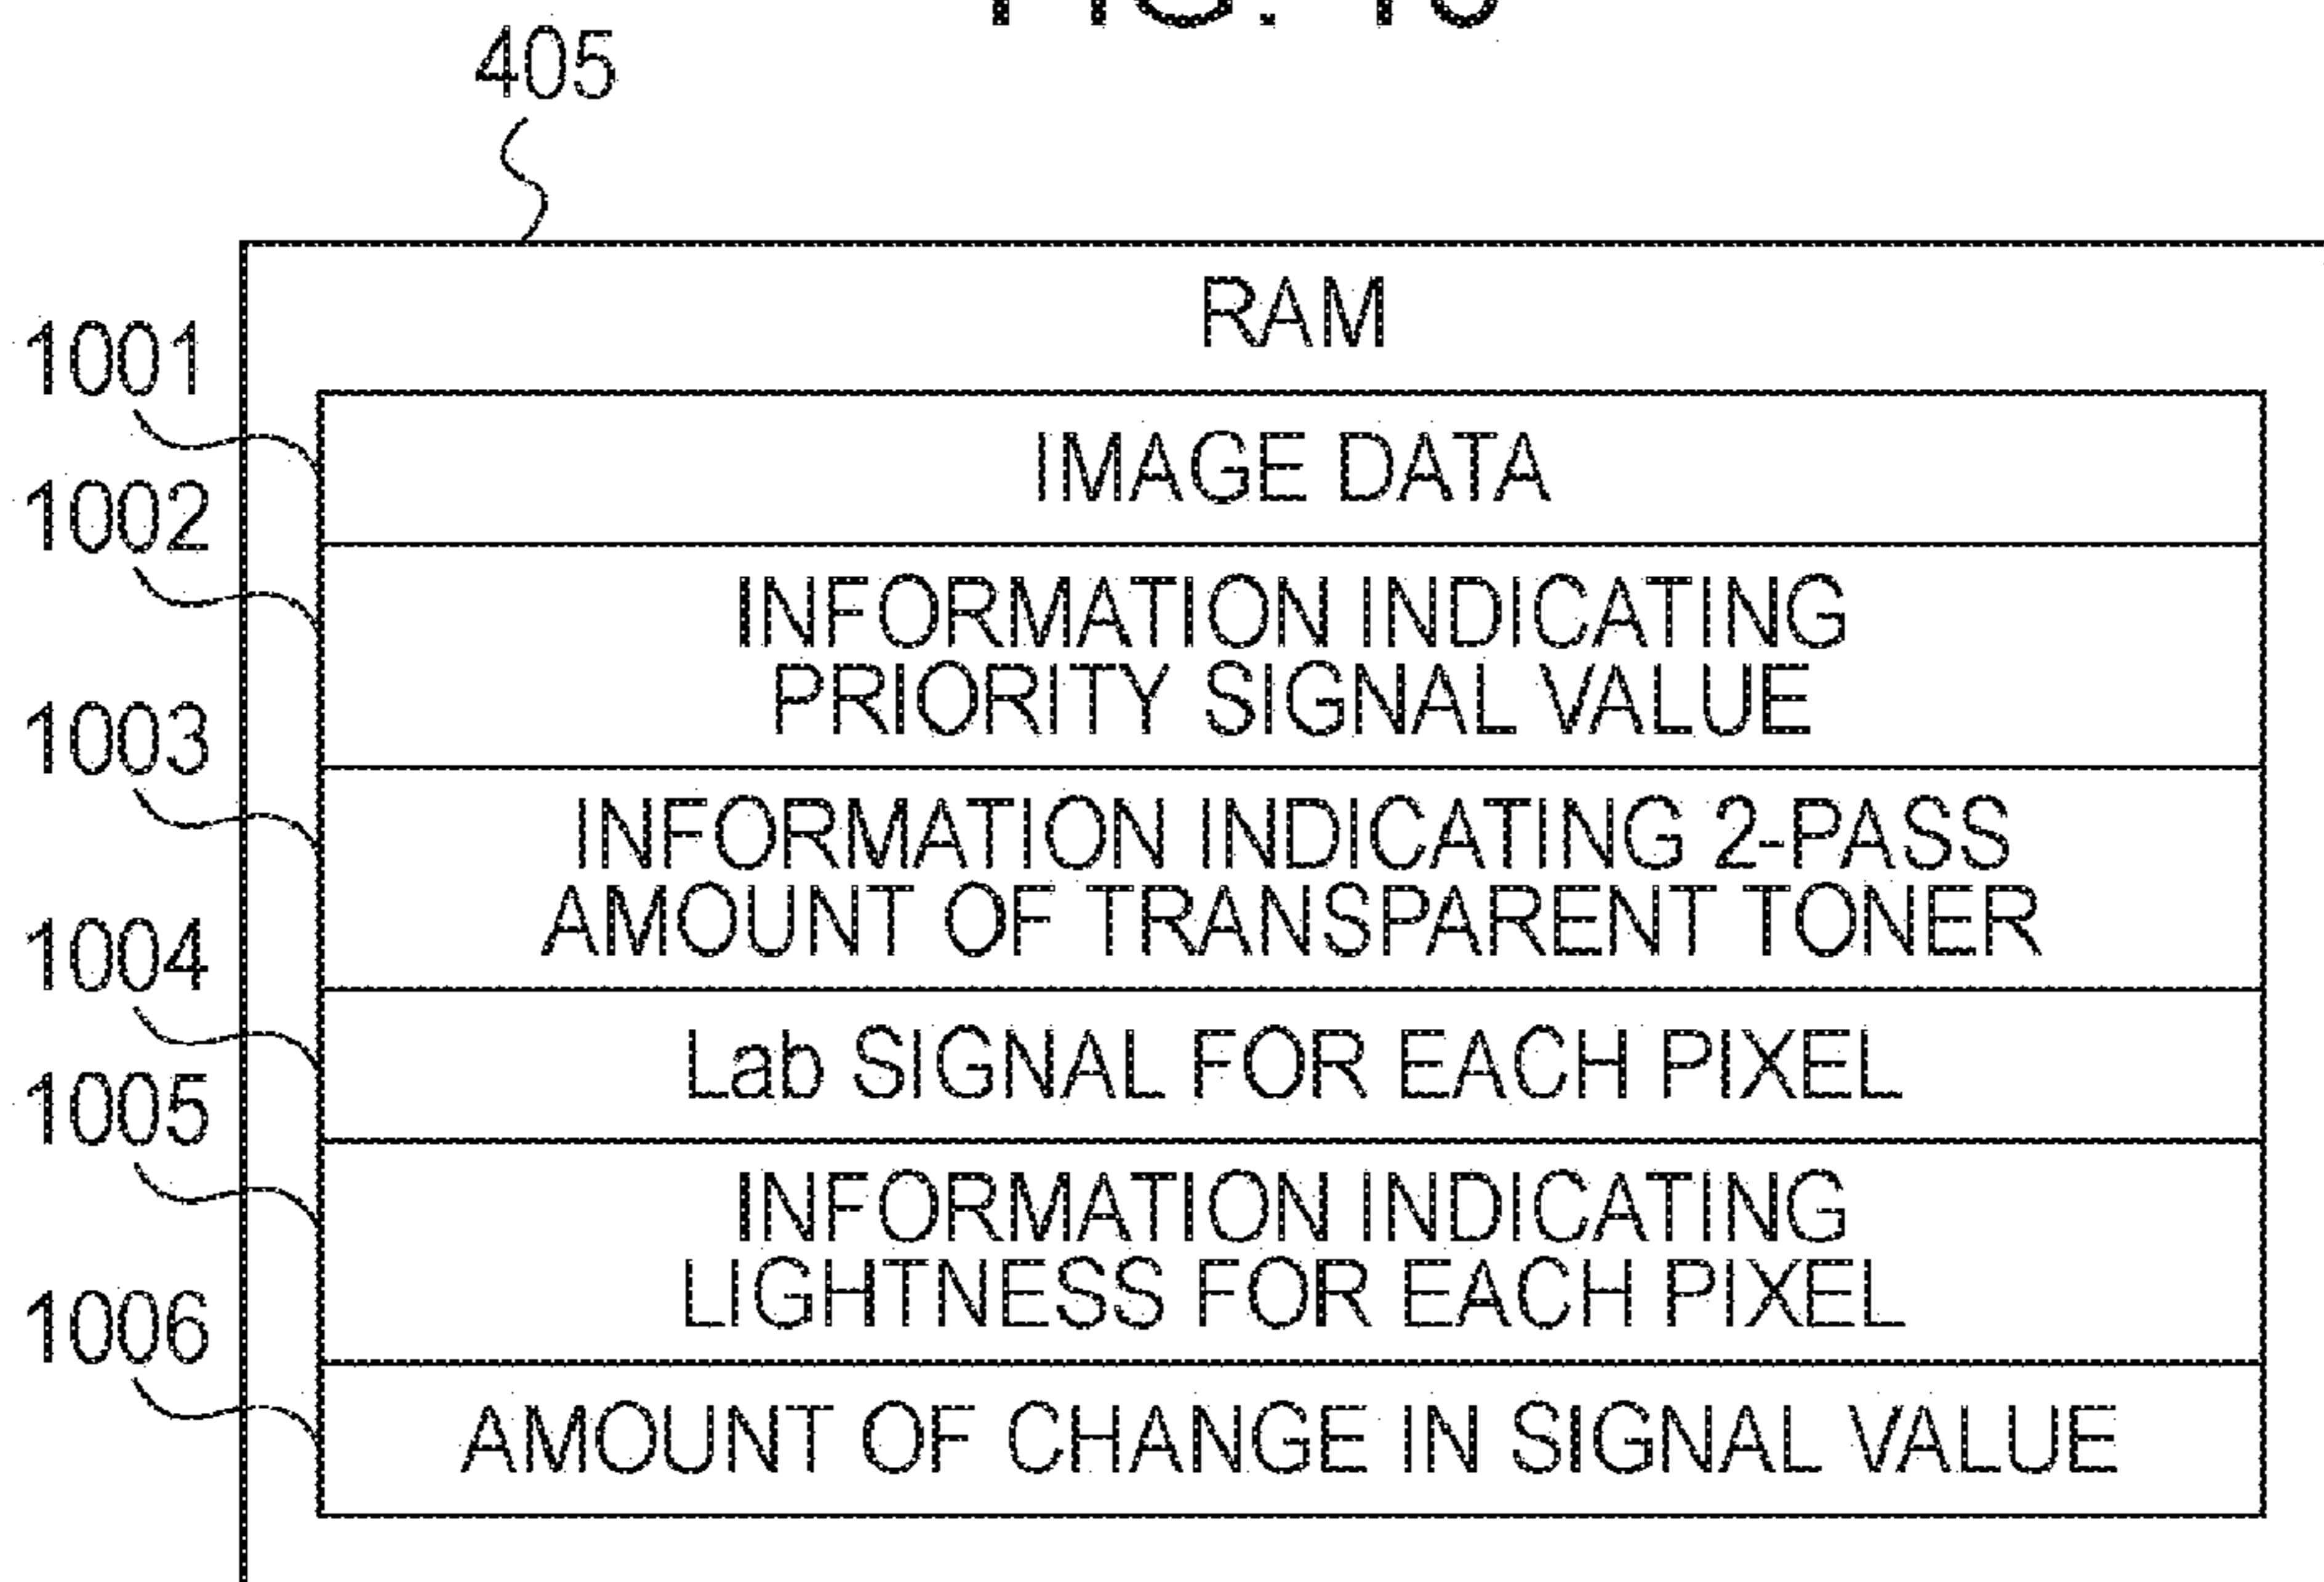 FIG. 10
405
RAM
1001
IMAGE DATA
1002
INFORMATION INDICATING
PRIORITY SIGNAL VALUE
1003
INFORMATION INDICATING 2-PASS
AMOUNT OF TRANSPARENT TONER
1004
Lab SIGNAL FOR EACH PIXEL
1005
INFORMATION INDICATING
LIGHTNESS FOR EACH PIXEL
1006
AMOUNT OF CHANGE IN SIGNAL VALUE